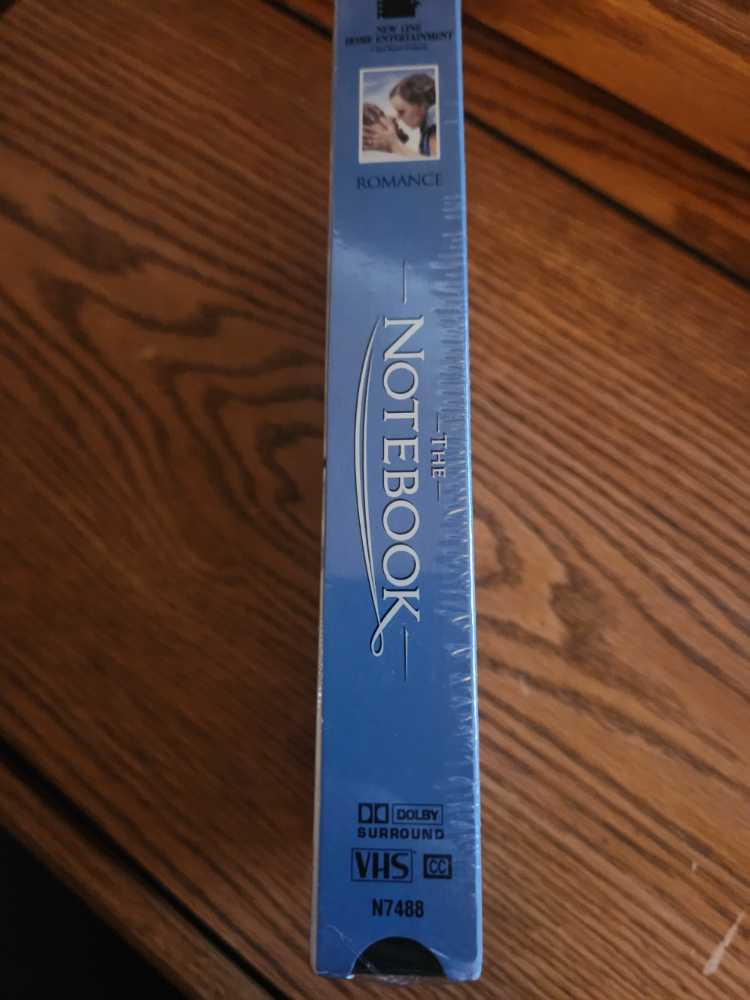 NEW LINE
HOME ENTERTAINMENT
ROMANCE
THE
NOTEBOOK
DOLBY
SURROUND
VHS CC
N7488